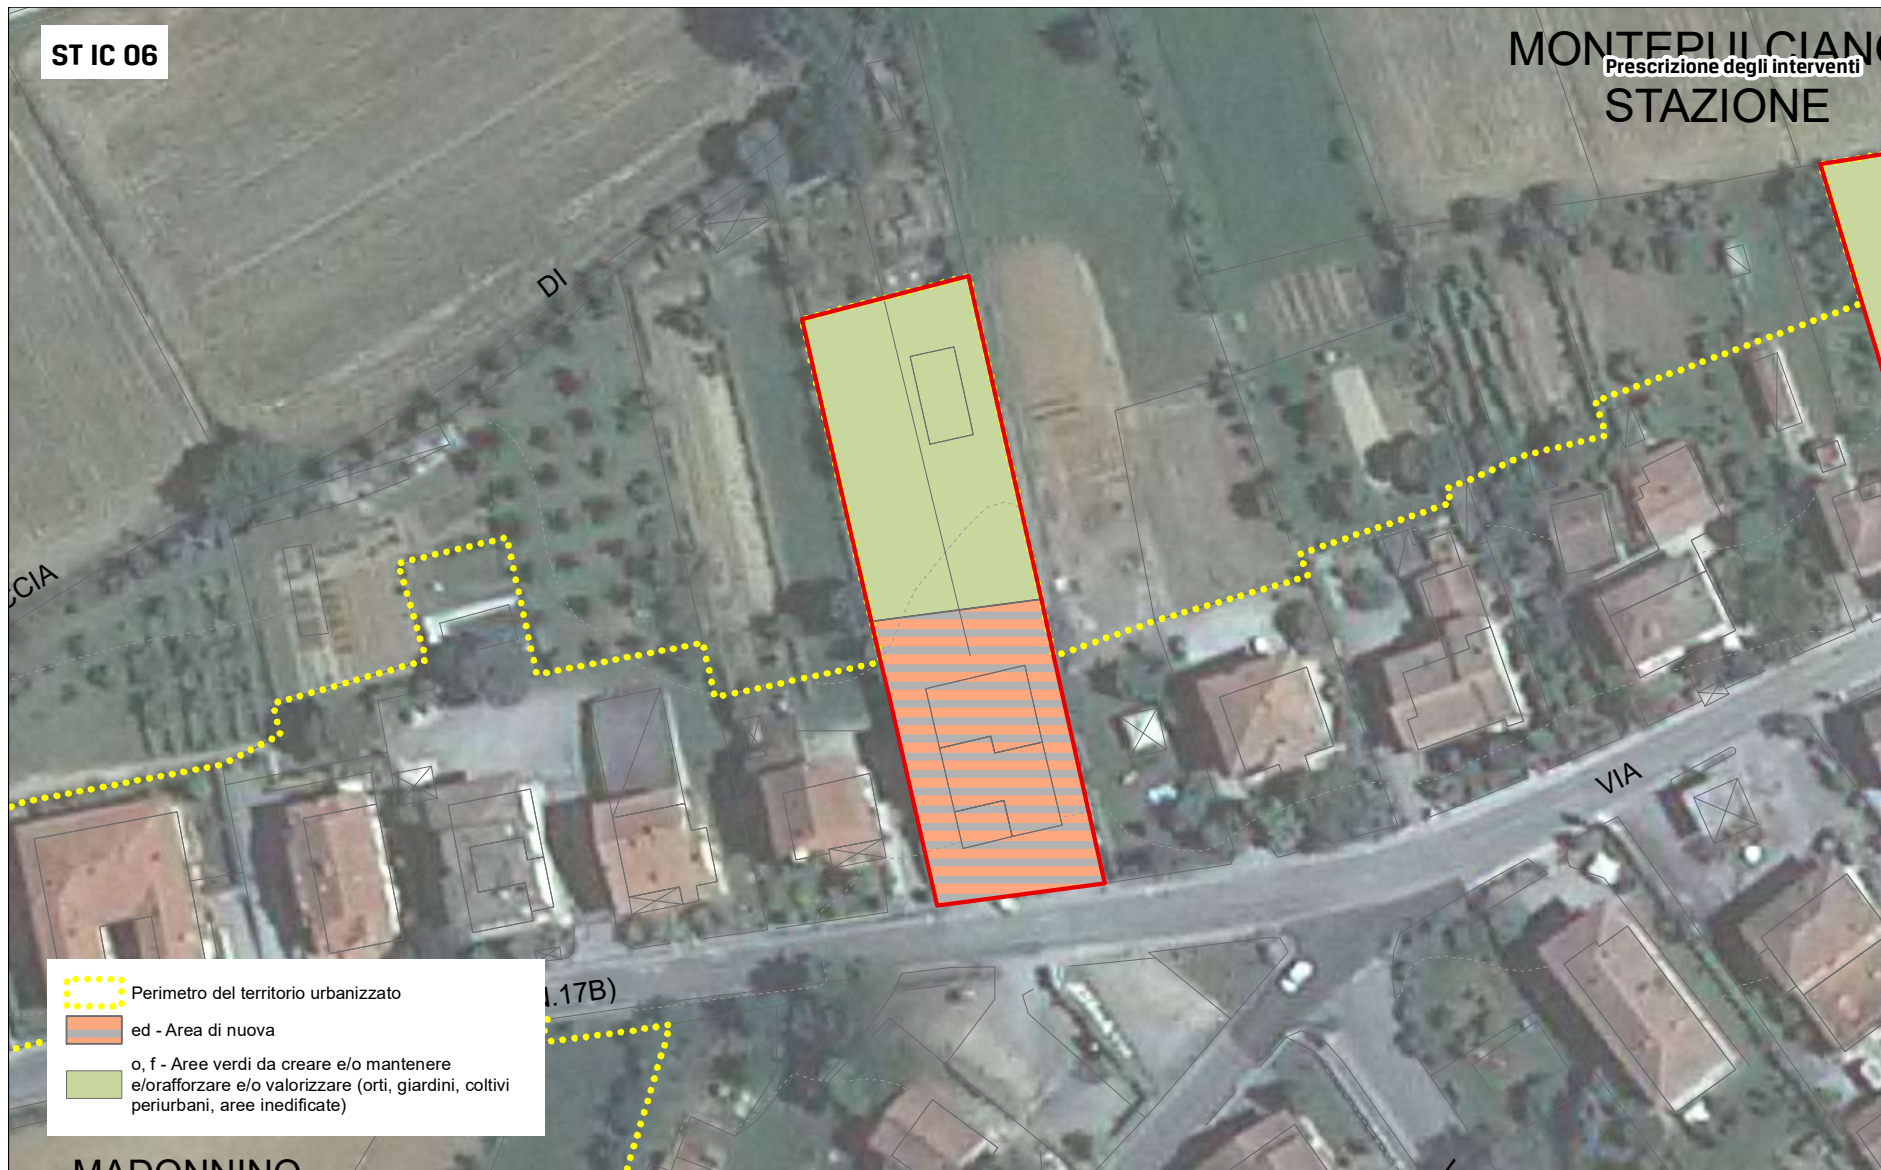 ST IC 06
MONTEPULCIANO
Prescrizione degli interventi
STAZIONE
DI
CCIA
VIA
N.17B)
Perimetro del territorio urbanizzato
ed - Area di nuova
o, f - Aree verdi da creare e/o mantenere
e/orafforzare e/o valorizzare (orti, giardini, coltivi
periurbani, aree inedificate)
MADONNINO